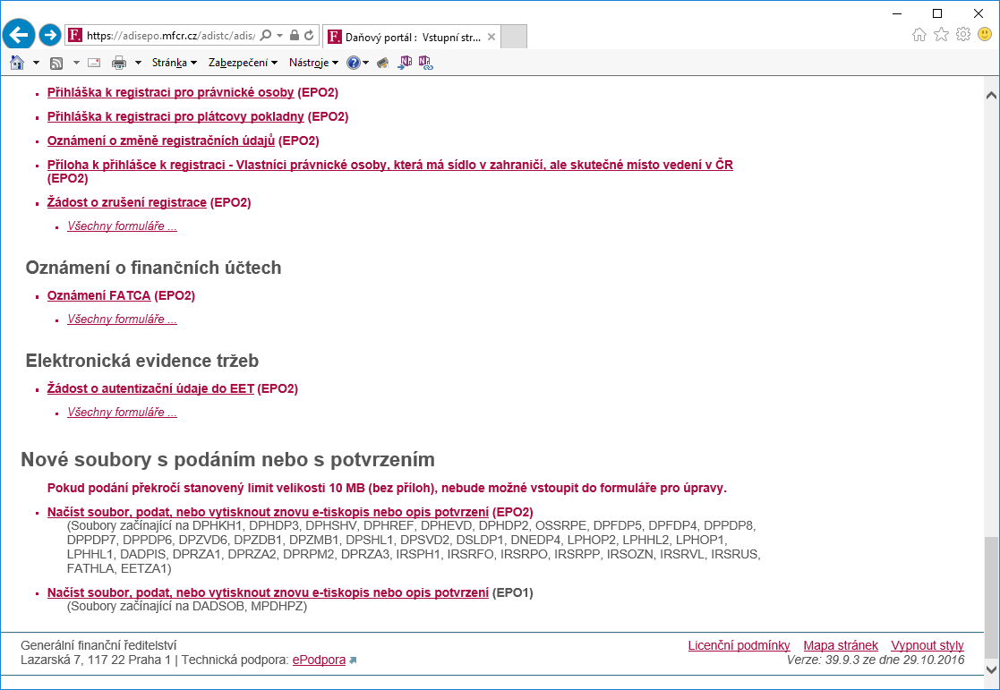 https://adisepo.mfcr.cz/adistc/adis/
Daňový portál : Vstupní str...
Stránka
Zabezpečení
Nástroje
Přihláška k registraci pro právnické osoby (EPO2)
Přihláška k registraci pro plátcovy pokladny (EPO2)
Oznámení o změně registračních údajů (EPO2)
Příloha k přihlášce k registraci - Vlastníci právnické osoby, která má sídlo v zahraničí, ale skutečné místo vedení v ČR
(EPO2)
Žádost o zrušení registrace (EPO2)
Všechny formuláře ...
Oznámení o finančních účtech
Oznámení FATCA (EPO2)
Všechny formuláře ...
Elektronická evidence tržeb
Žádost o autentizační údaje do EET (EPO2)
Všechny formuláře ...
Nové soubory s podáním nebo s potvrzením
Pokud podání překročí stanovený limit velikosti 10 MB (bez příloh), nebude možné vstoupit do formuláře pro úpravy.
Načíst soubor, podat, nebo vytisknout znovu e-tiskopis nebo opis potvrzení (EPO2)
(Soubory začínající na DPHKH1, DPHDP3, DPHSHV, DPHREF, DPHEVD, DPHDP2, OSSRPE, DPFDP5, DPFDP4, DPPDP8,
DPPDP7, DPPDP6, DPZVD6, DPZDB1, DPZMB1, DPSHL1, DPSVD2, DSLDP1, DNEDP4, LPHOP2, LPHHL2, LPHOP1,
LPHHL1, DADPIS, DPRZA1, DPRZA2, DPRPM2, DPRZA3, IRSPH1, IRSRFO, IRSRPO, IRSRPP, IRSOZN, IRSRVL, IRSRUS,
FATHLA, EETZA1)
Načíst soubor, podat, nebo vytisknout znovu e-tiskopis nebo opis potvrzení (EPO1)
(Soubory začínající na DADSOB, MPDHPZ)
Generální finanční ředitelství
Lazarská 7, 117 22 Praha 1 | Technická podpora: ePodpora
Licenční podmínky Mapa stránek Vypnout styly
Verze: 39.9.3 ze dne 29.10.2016